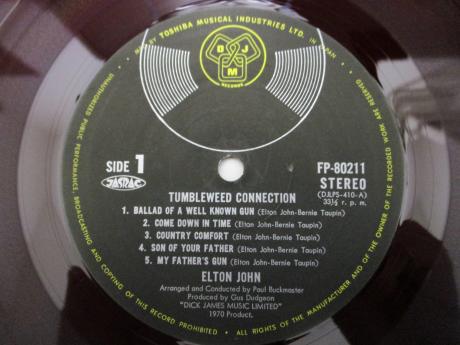 MADE BY TOSHIBA MUSICAL INDUSTRIES LTD. IN JAPAN
D J M
RECORDS
SIDE 1
JASRAC
FP-80211
STEREO
(DJLPS-410-A)
33⅓ r. p. m.
TUMBLEWEED CONNECTION
1. BALLAD OF A WELL KNOWN GUN (Elton John-Bernie Taupin)
2. COME DOWN IN TIME (Elton John-Bernie Taupin)
3. COUNTRY COMFORT (Elton John-Bernie Taupin)
4. SON OF YOUR FATHER (Elton John-Bernie Taupin)
5. MY FATHER'S GUN (Elton John-Bernie Taupin)
ELTON JOHN
Arranged and Conducted by Paul Buckmaster
Produced by Gus Dudgeon
"DICK JAMES MUSIC LIMITED"
1970 Product.
UNAUTHORIZED PUBLIC PERFORMANCE, BROADCASTING AND COPYING OF THIS RECORD PROHIBITED • ALL RIGHTS OF THE MANUFACTURER AND OF THE OWNER OF THE RECORDED WORK ARE RESERVED